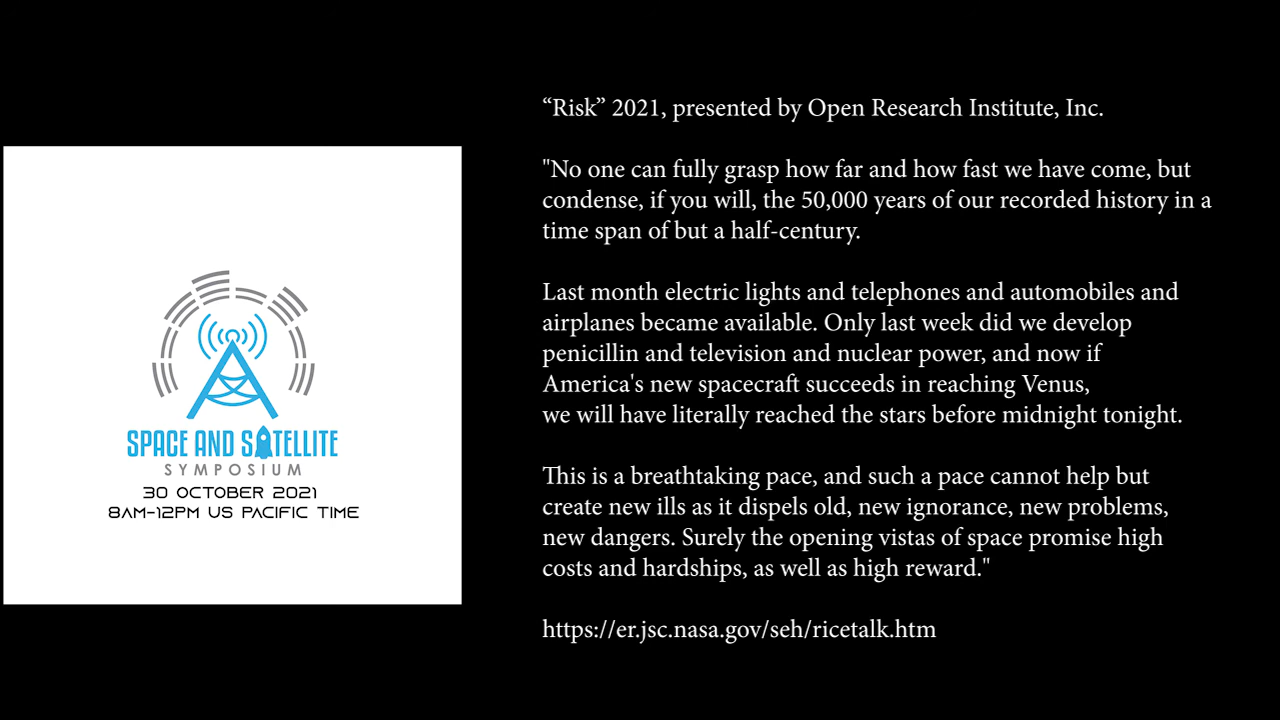 SPACE AND SATELLITE
SYMPOSIUM
30 OCTOBER 2021
8AM-12PM US PACIFIC TIME
“Risk” 2021, presented by Open Research Institute, Inc.
"No one can fully grasp how far and how fast we have come, but
condense, if you will, the 50,000 years of our recorded history in a
time span of but a half-century.
Last month electric lights and telephones and automobiles and
airplanes became available. Only last week did we develop
penicillin and television and nuclear power, and now if
America's new spacecraft succeeds in reaching Venus,
we will have literally reached the stars before midnight tonight.
This is a breathtaking pace, and such a pace cannot help but
create new ills as it dispels old, new ignorance, new problems,
new dangers. Surely the opening vistas of space promise high
costs and hardships, as well as high reward."
https://er.jsc.nasa.gov/seh/ricetalk.htm